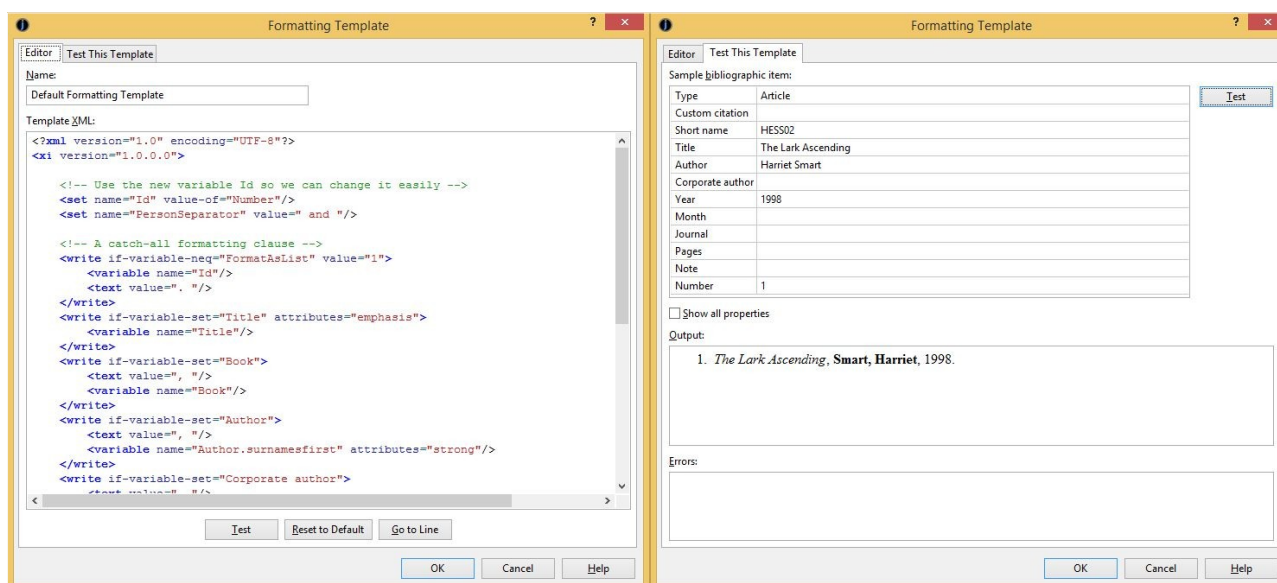 Formatting Template
Editor Test This Template
Name:
Default Formatting Template
Template XML:
<?xml version="1.0" encoding="UTF-8"?>
<xi version="1.0.0.0">
<!-- Use the new variable Id so we can change it easily -->
<set name="Id" value-of="Number"/>
<set name="PersonSeparator" value=" and "/>
<!-- A catch-all formatting clause -->
<write if-variable-neq="FormatAsList" value="1">
<variable name="Id"/>
<text value=". "/>
</write>
<write if-variable-set="Title" attributes="emphasis">
<variable name="Title"/>
</write>
<write if-variable-set="Book">
<text value=", "/>
<variable name="Book"/>
</write>
<write if-variable-set="Author">
<text value=", "/>
<variable name="Author.surnamesfirst" attributes="strong"/>
</write>
<write if-variable-set="Corporate author">
Test Reset to Default Go to Line
OK Cancel Help
Formatting Template
Editor Test This Template
Sample bibliographic item:
Type Article
Custom citation
Short name HESS02
Title The Lark Ascending
Author Harriet Smart
Corporate author
Year 1998
Month
Journal
Pages
Note
Number 1
Test
Show all properties
Output:
1. The Lark Ascending, Smart, Harriet, 1998.
Errors:
OK Cancel Help